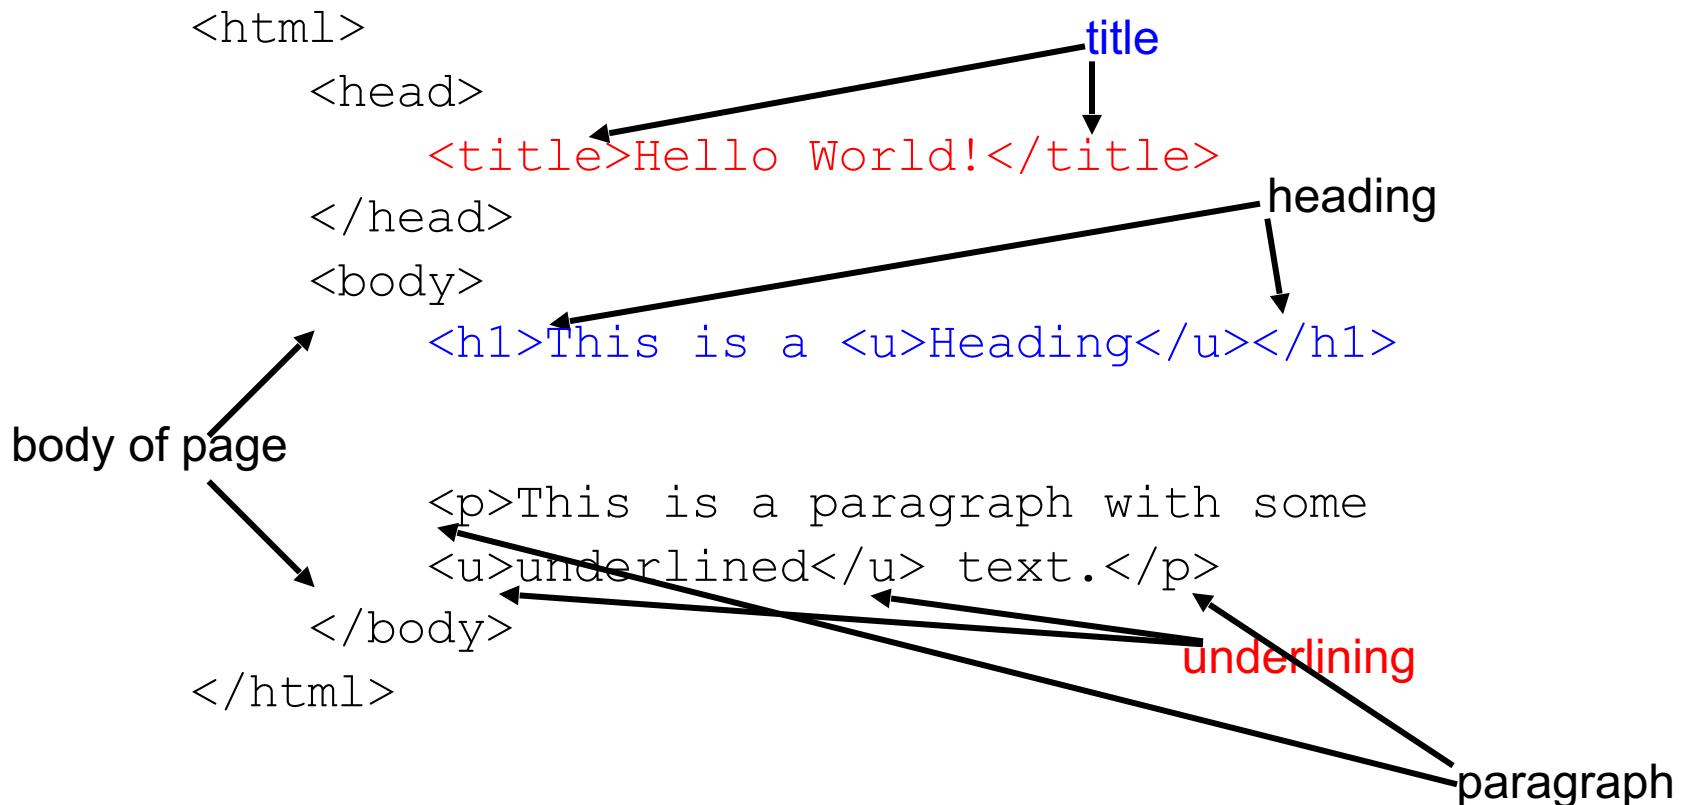 <html>
title
<head>
<title>Hello World!</title>
</head>
heading
<body>
<h1>This is a <u>Heading</u></h1>
body of page
<p>This is a paragraph with some
<u>underlined</u> text.</p>
</body>
underlining
</html>
paragraph